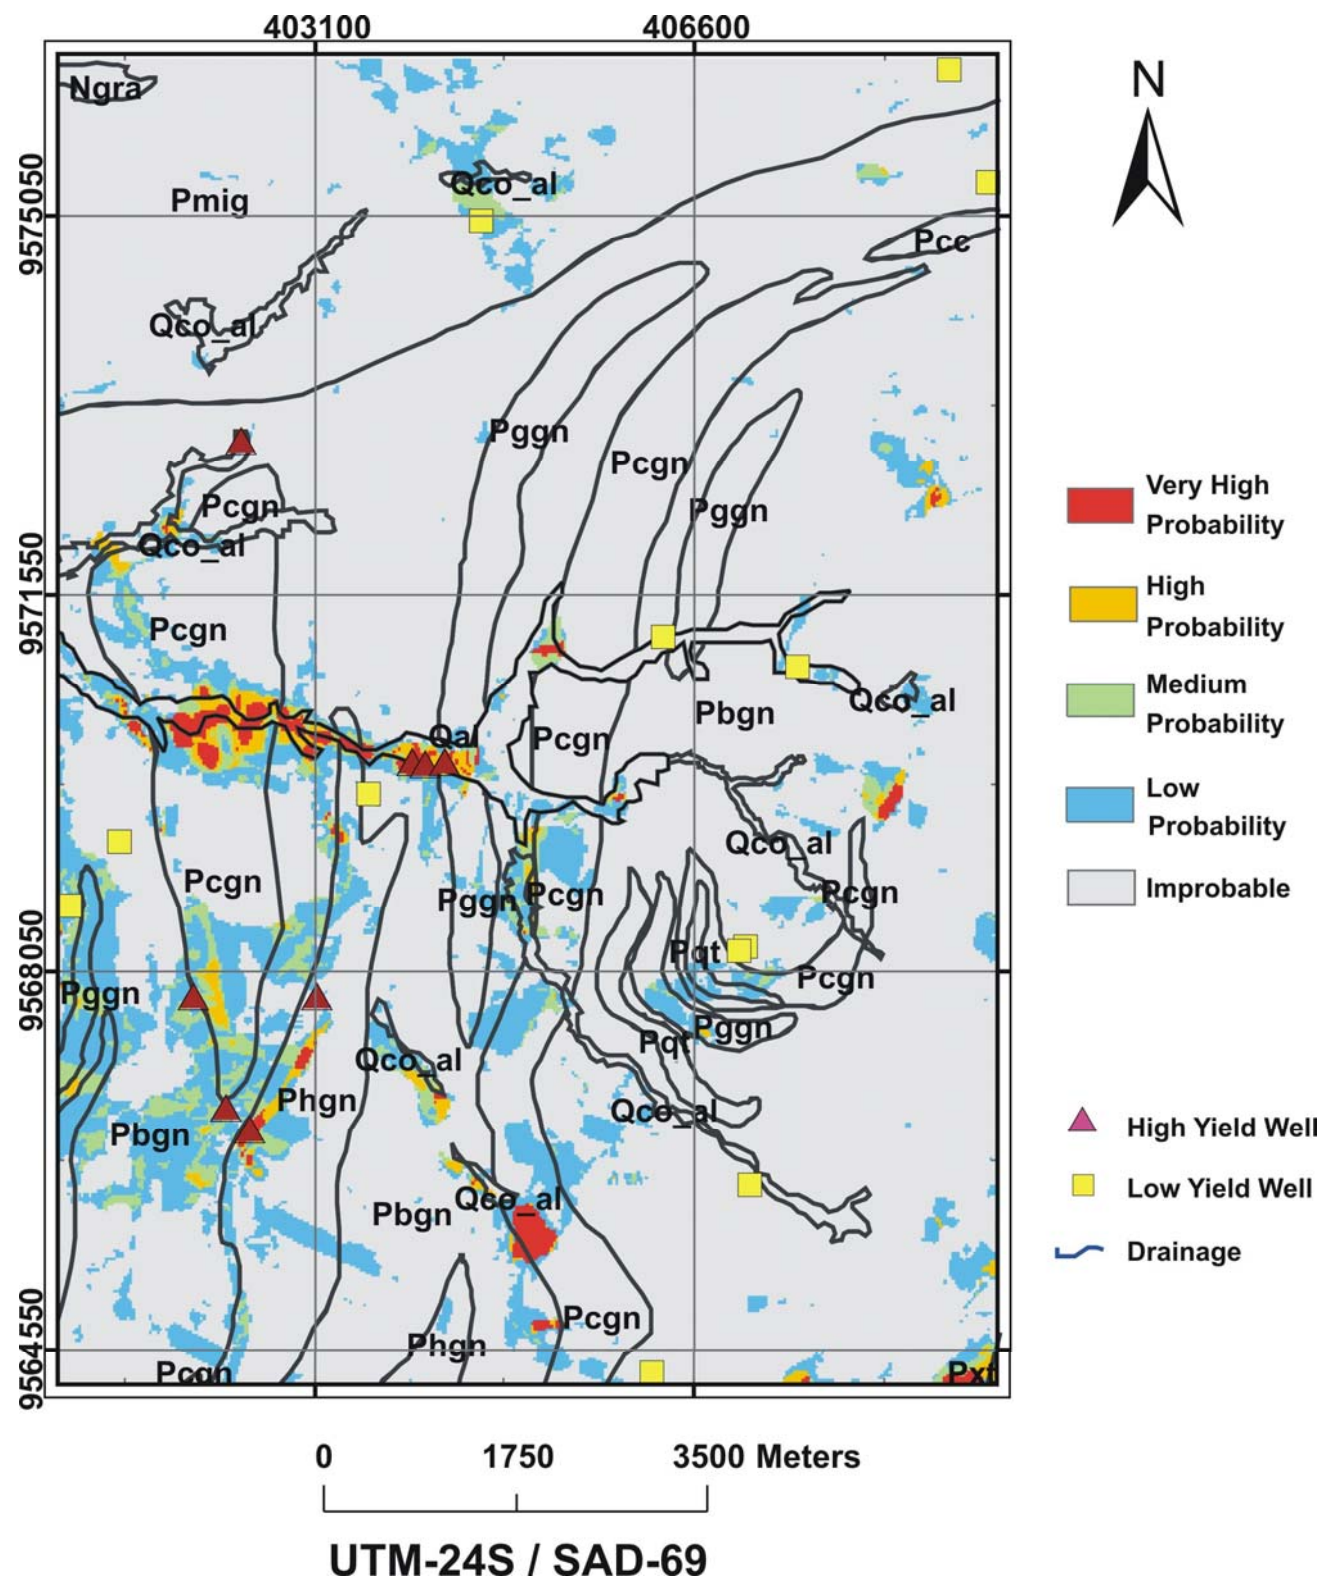 403100 406600
N
Ngra
Qco_al
Pmig
9575050
Pcc
Qco_al
Pggn
Pcgn
Pcgn
Pggn
Qco_al
9571550
Pcgn
Qco_al
Pbgn
Qal
Pcgn
Qco_al
Pcgn
Pcgn
Pggn
Pcgn
9568050
Pqt
Pcgn
Pggn
Pggn
Pqt
Qco_al
Phgn
Qco_al
Pbgn
Qco_al
Pbgn
9564550
Pcgn
Phgn
Pcgn
Pxt
Very High
Probability
High
Probability
Medium
Probability
Low
Probability
Improbable
High Yield Well
Low Yield Well
Drainage
0 1750 3500 Meters
UTM-24S / SAD-69